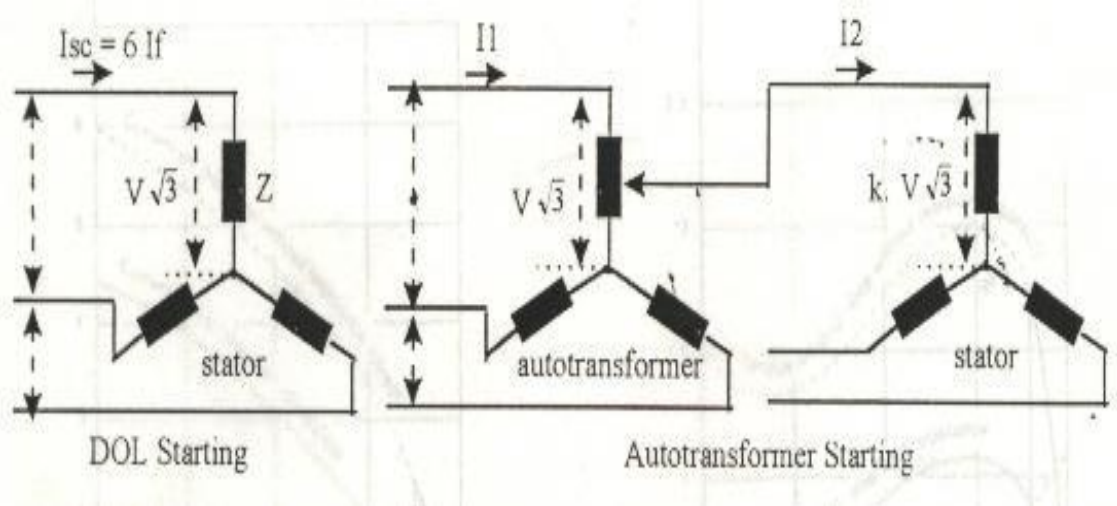 Isc = 6 If
V √3
Z
stator
DOL Starting
I1
V √3
autotransformer
I2
k. V √3
stator
Autotransformer Starting